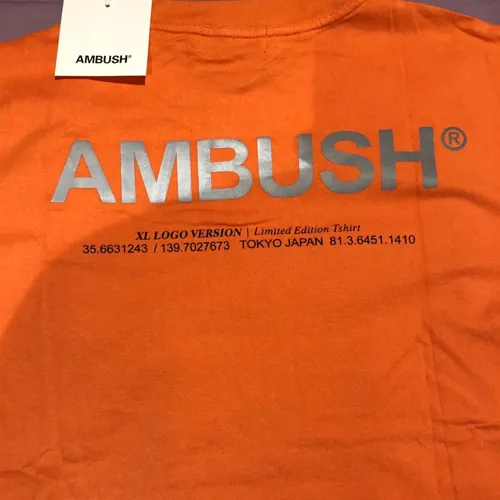 AMBUSH®
AMBUSH®
XL LOGO VERSION | Limited Edition Tshirt
35.6631243 / 139.7027673 TOKYO JAPAN 81.3.6451.1410